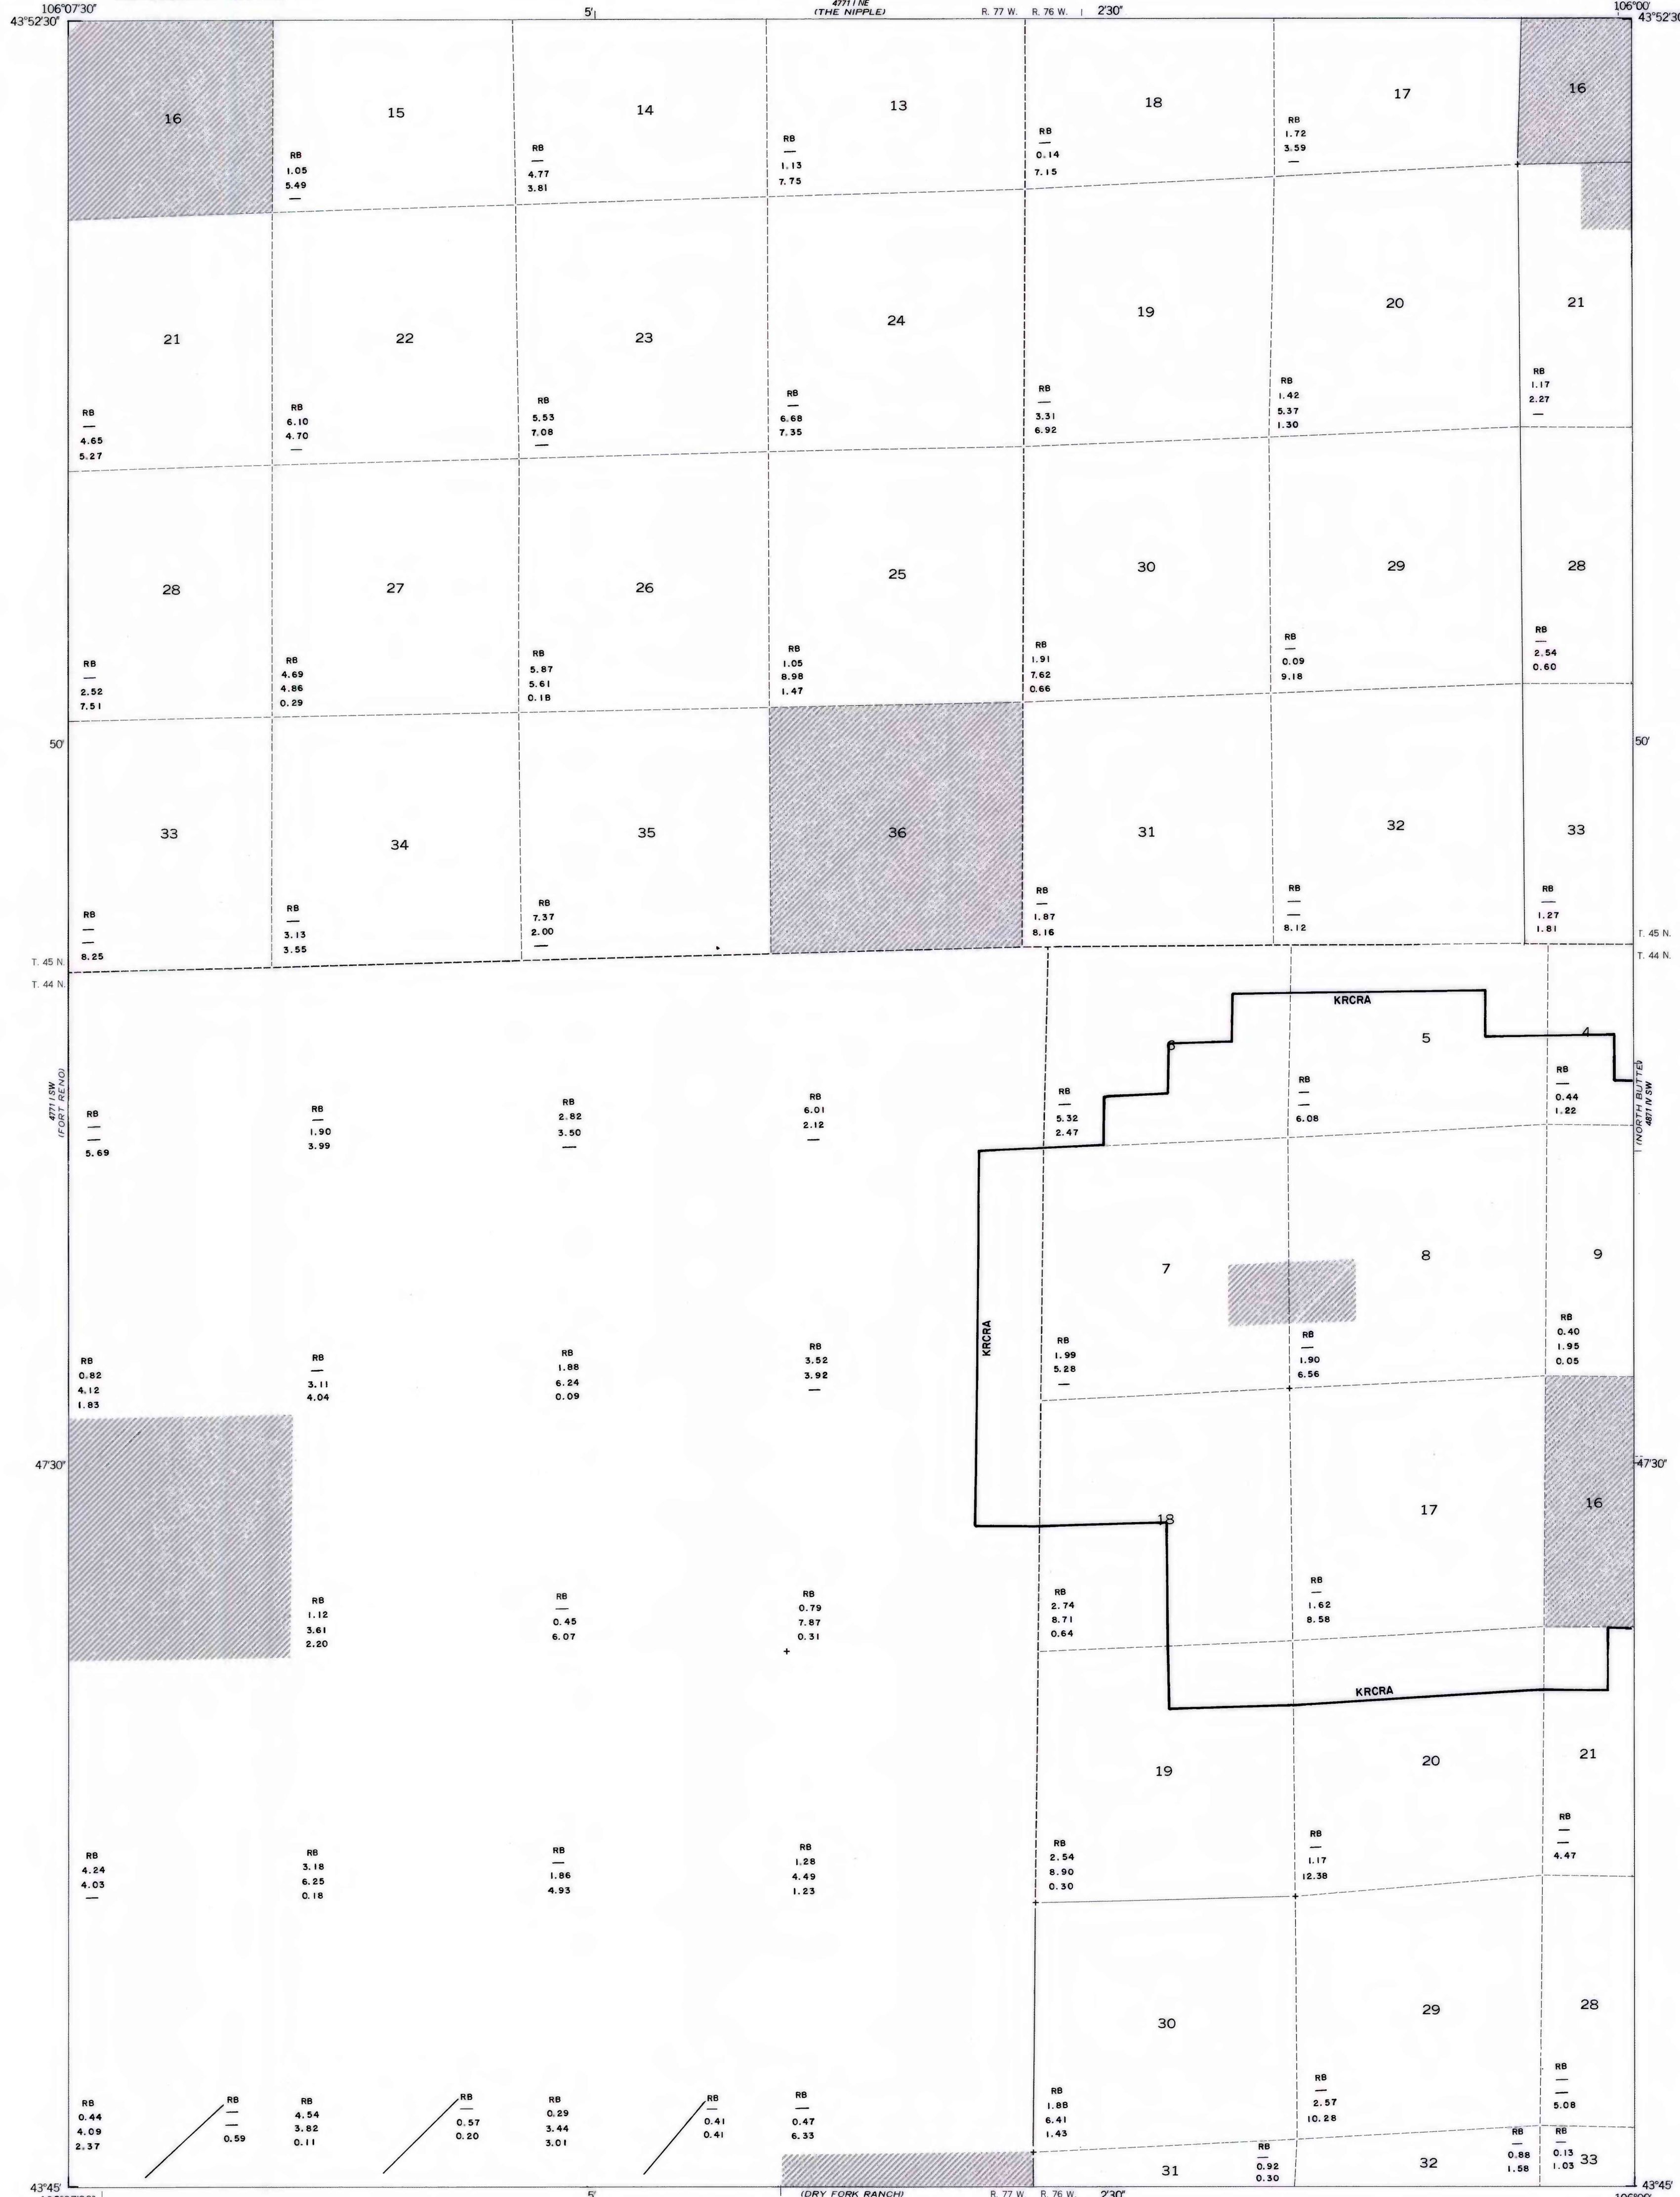 4771 I NE
106°07'30" 5' (THE NIPPLE) R. 77 W. R. 76 W. 2'30" 106°00'
43°52'30" 43°52'30
16 15 14 13 18 17 16
RB
1.05
5.49
—
RB
—
4.77
3.81
RB
—
1.13
7.75
RB
—
0.14
7.15
RB
1.72
3.59
—
21 22 23 24 19 20 21
RB
—
4.65
5.27
RB
6.10
4.70
—
RB
5.53
7.08
—
RB
—
6.68
7.35
RB
—
3.31
6.92
RB
1.42
5.37
1.30
RB
1.17
2.27
—
28 27 26 25 30 29 28
RB
—
2.52
7.51
RB
4.69
4.86
0.29
RB
5.87
5.61
0.18
RB
1.05
8.98
1.47
RB
1.91
7.62
0.66
RB
—
0.09
9.18
RB
—
2.54
0.60
50' 50'
33 34 35 36 31 32 33
RB
—
—
8.25
RB
—
3.13
3.55
RB
7.37
2.00
—
RB
—
1.87
8.16
RB
—
—
8.12
RB
—
1.27
1.81
T. 45 N. T. 45 N.
T. 44 N. T. 44 N.
KRCRA
6 5 4
4771 I SW
(FORT RENO)
(NORTH BUTTE)
4871 IV SW
RB
—
—
5.69
RB
—
1.90
3.99
RB
2.82
3.50
—
RB
6.01
2.12
—
RB
—
5.32
2.47
RB
—
—
6.08
RB
—
0.44
1.22
7 8 9
KRCRA
RB
0.82
4.12
1.83
RB
—
3.11
4.04
RB
1.88
6.24
0.09
RB
3.52
3.92
—
RB
1.99
5.28
—
RB
—
1.90
6.56
RB
0.40
1.95
0.05
47'30" 47'30"
18 17 16
RB
1.12
3.61
2.20
RB
—
0.45
6.07
RB
0.79
7.87
0.31
RB
2.74
8.71
0.64
RB
—
1.62
8.58
KRCRA
19 20 21
RB
4.24
4.03
—
RB
3.18
6.25
0.18
RB
—
1.86
4.93
RB
1.28
4.49
1.23
RB
2.54
8.90
0.30
RB
—
1.17
12.38
RB
—
—
4.47
30 29 28
RB
0.44
4.09
2.37
RB
—
—
0.59
RB
4.54
3.82
0.11
RB
—
0.57
0.20
RB
0.29
3.44
3.01
RB
—
0.41
0.41
RB
—
0.47
6.33
RB
1.88
6.41
1.43
RB
—
2.57
10.28
RB
—
—
5.08
31 32 33
RB
—
0.92
0.30
RB
—
0.88
1.58
RB
—
0.13
1.03
43°45' 43°45'
5' (DRY FORK RANCH) R. 77 W. R. 76 W. 2'30" 106°00'